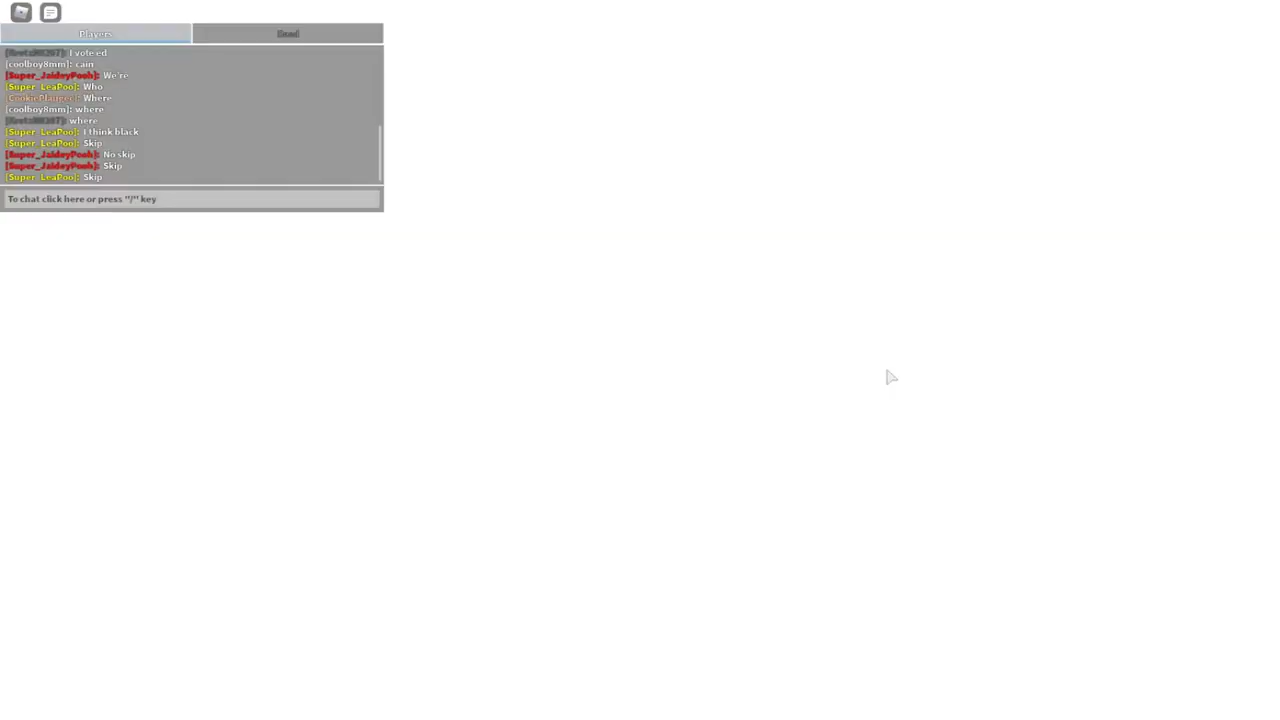 Players
Dead
I vote ed
[coolboy8mm]: cain
[Super_JaideyPooh]: We're
[Super_LeaPoo]: Who
Where
[coolboy8mm]: where
where
[Super_LeaPoo]: I think black
[Super_LeaPoo]: Skip
[Super_JaideyPooh]: No skip
[Super_JaideyPooh]: Skip
[Super_LeaPoo]: Skip
To chat click here or press "/" key